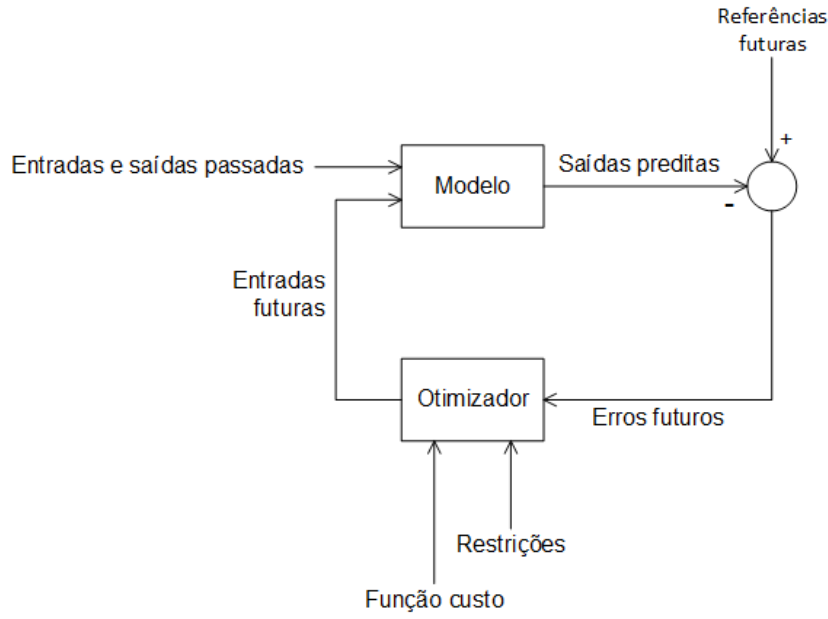 Referências
futuras
+
Entradas e saídas passadas
Modelo
Saídas preditas
-
Entradas
futuras
Otimizador
Erros futuros
Restrições
Função custo